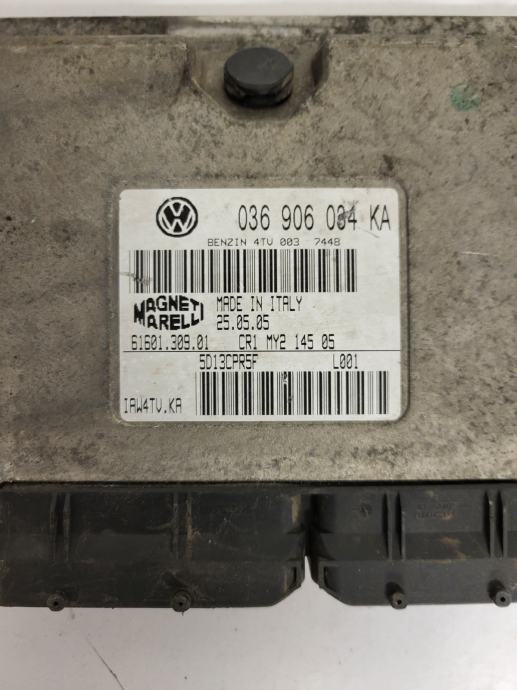 036 906 034 KA
BENZIN 4TV 003 7448
MAGNETI
MARELLI
MADE IN ITALY
25.05.05
61601.309.01 CR1 MY2 145 05
5D13CPR5F L001
IAW4TV.KA